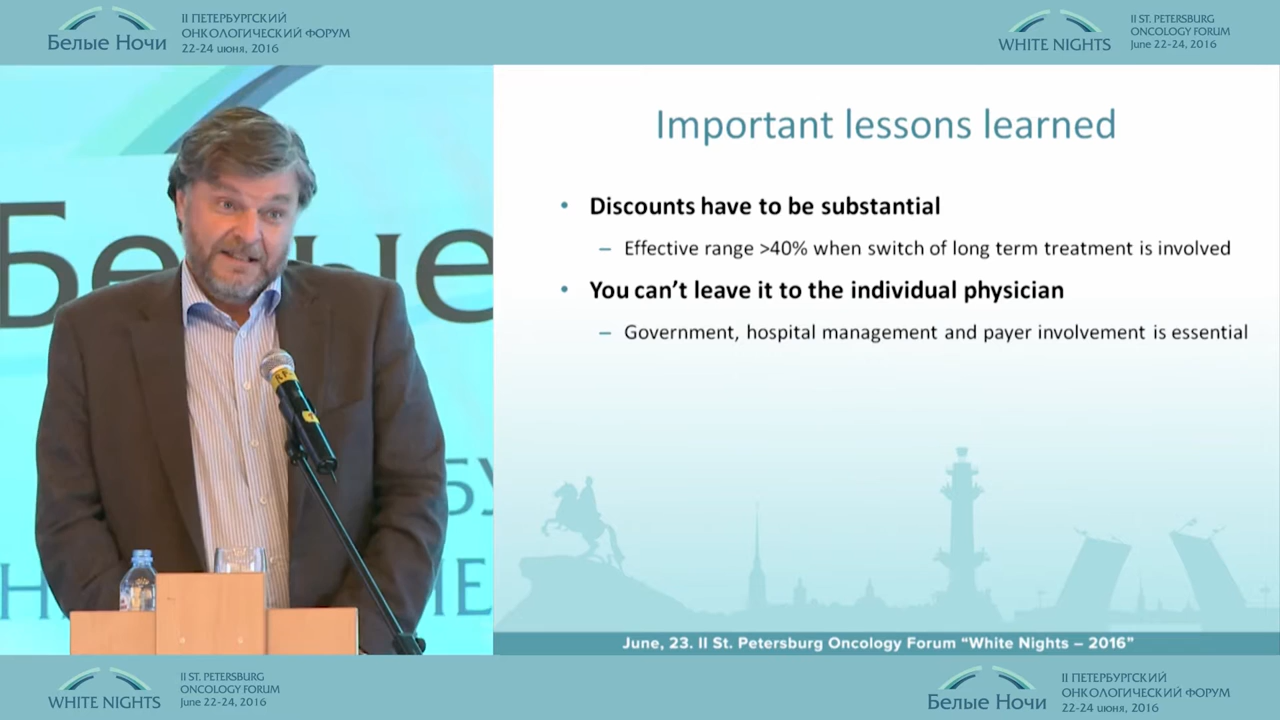 Белые Ночи
II ПЕТЕРБУРГСКИЙ
ОНКОЛОГИЧЕСКИЙ ФОРУМ
22-24 июня, 2016
WHITE NIGHTS
II ST. PETERSBURG
ONCOLOGY FORUM
June 22-24, 2016
Белые
Important lessons learned
• Discounts have to be substantial
– Effective range >40% when switch of long term treatment is involved
• You can’t leave it to the individual physician
– Government, hospital management and payer involvement is essential
June, 23. II St. Petersburg Oncology Forum “White Nights – 2016”
WHITE NIGHTS
II ST. PETERSBURG
ONCOLOGY FORUM
June 22-24, 2016
Белые Ночи
II ПЕТЕРБУРГСКИЙ
ОНКОЛОГИЧЕСКИЙ ФОРУМ
22-24 июня, 2016